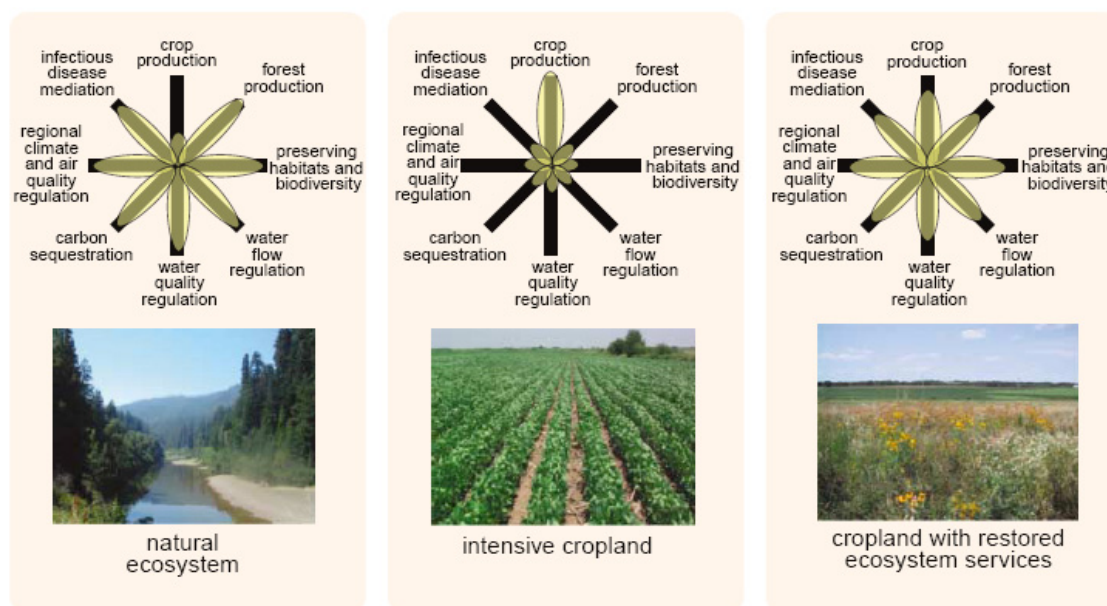 crop
production
infectious
disease
mediation
forest
production
regional
climate
and air
quality
regulation
preserving
habitats and
biodiversity
carbon
sequestration
water
flow
regulation
water
quality
regulation
natural
ecosystem
crop
production
infectious
disease
mediation
forest
production
regional
climate
and air
quality
regulation
preserving
habitats and
biodiversity
carbon
sequestration
water
flow
regulation
water
quality
regulation
intensive cropland
crop
production
infectious
disease
mediation
forest
production
regional
climate
and air
quality
regulation
preserving
habitats and
biodiversity
carbon
sequestration
water
flow
regulation
water
quality
regulation
cropland with restored
ecosystem services